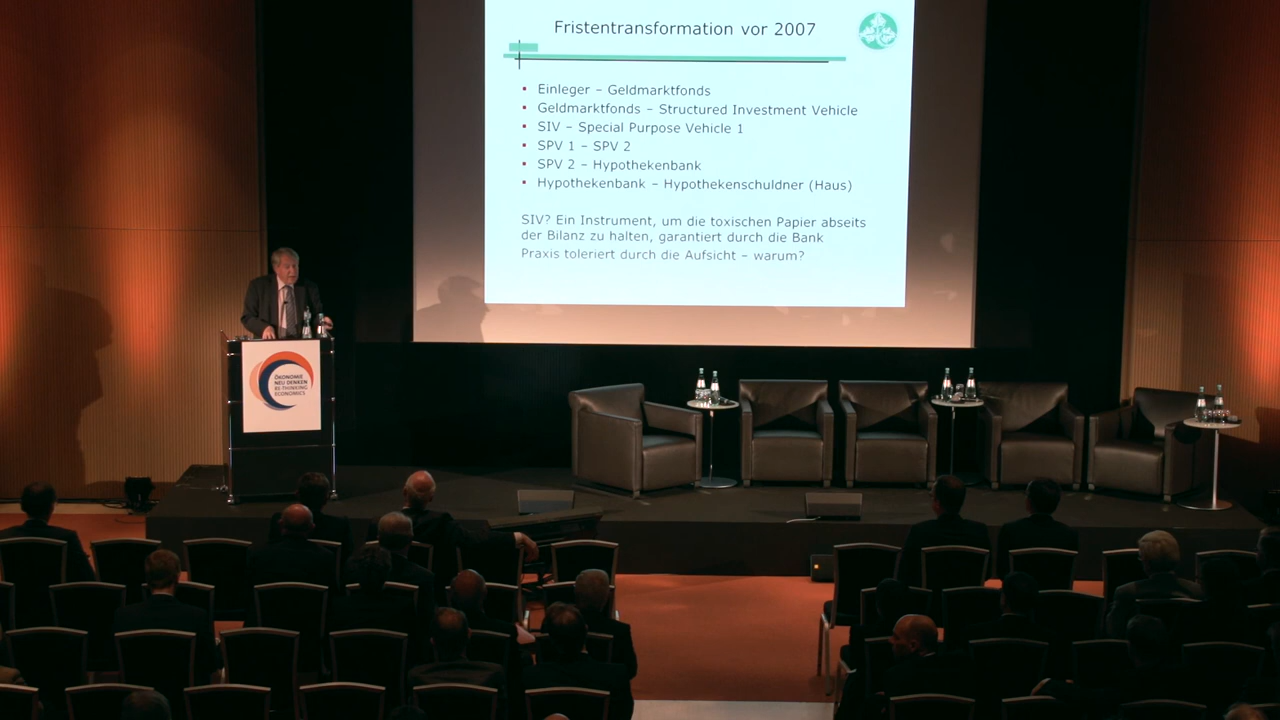 Fristentransformation vor 2007
Einleger – Geldmarktfonds
Geldmarktfonds – Structured Investment Vehicle
SIV – Special Purpose Vehicle 1
SPV 1 – SPV 2
SPV 2 – Hypothekenbank
Hypothekenbank – Hypothekenschuldner (Haus)
SIV? Ein Instrument, um die toxischen Papier abseits
der Bilanz zu halten, garantiert durch die Bank
Praxis toleriert durch die Aufsicht – warum?
ÖKONOMIE
NEU DENKEN
RE-THINKING
ECONOMICS